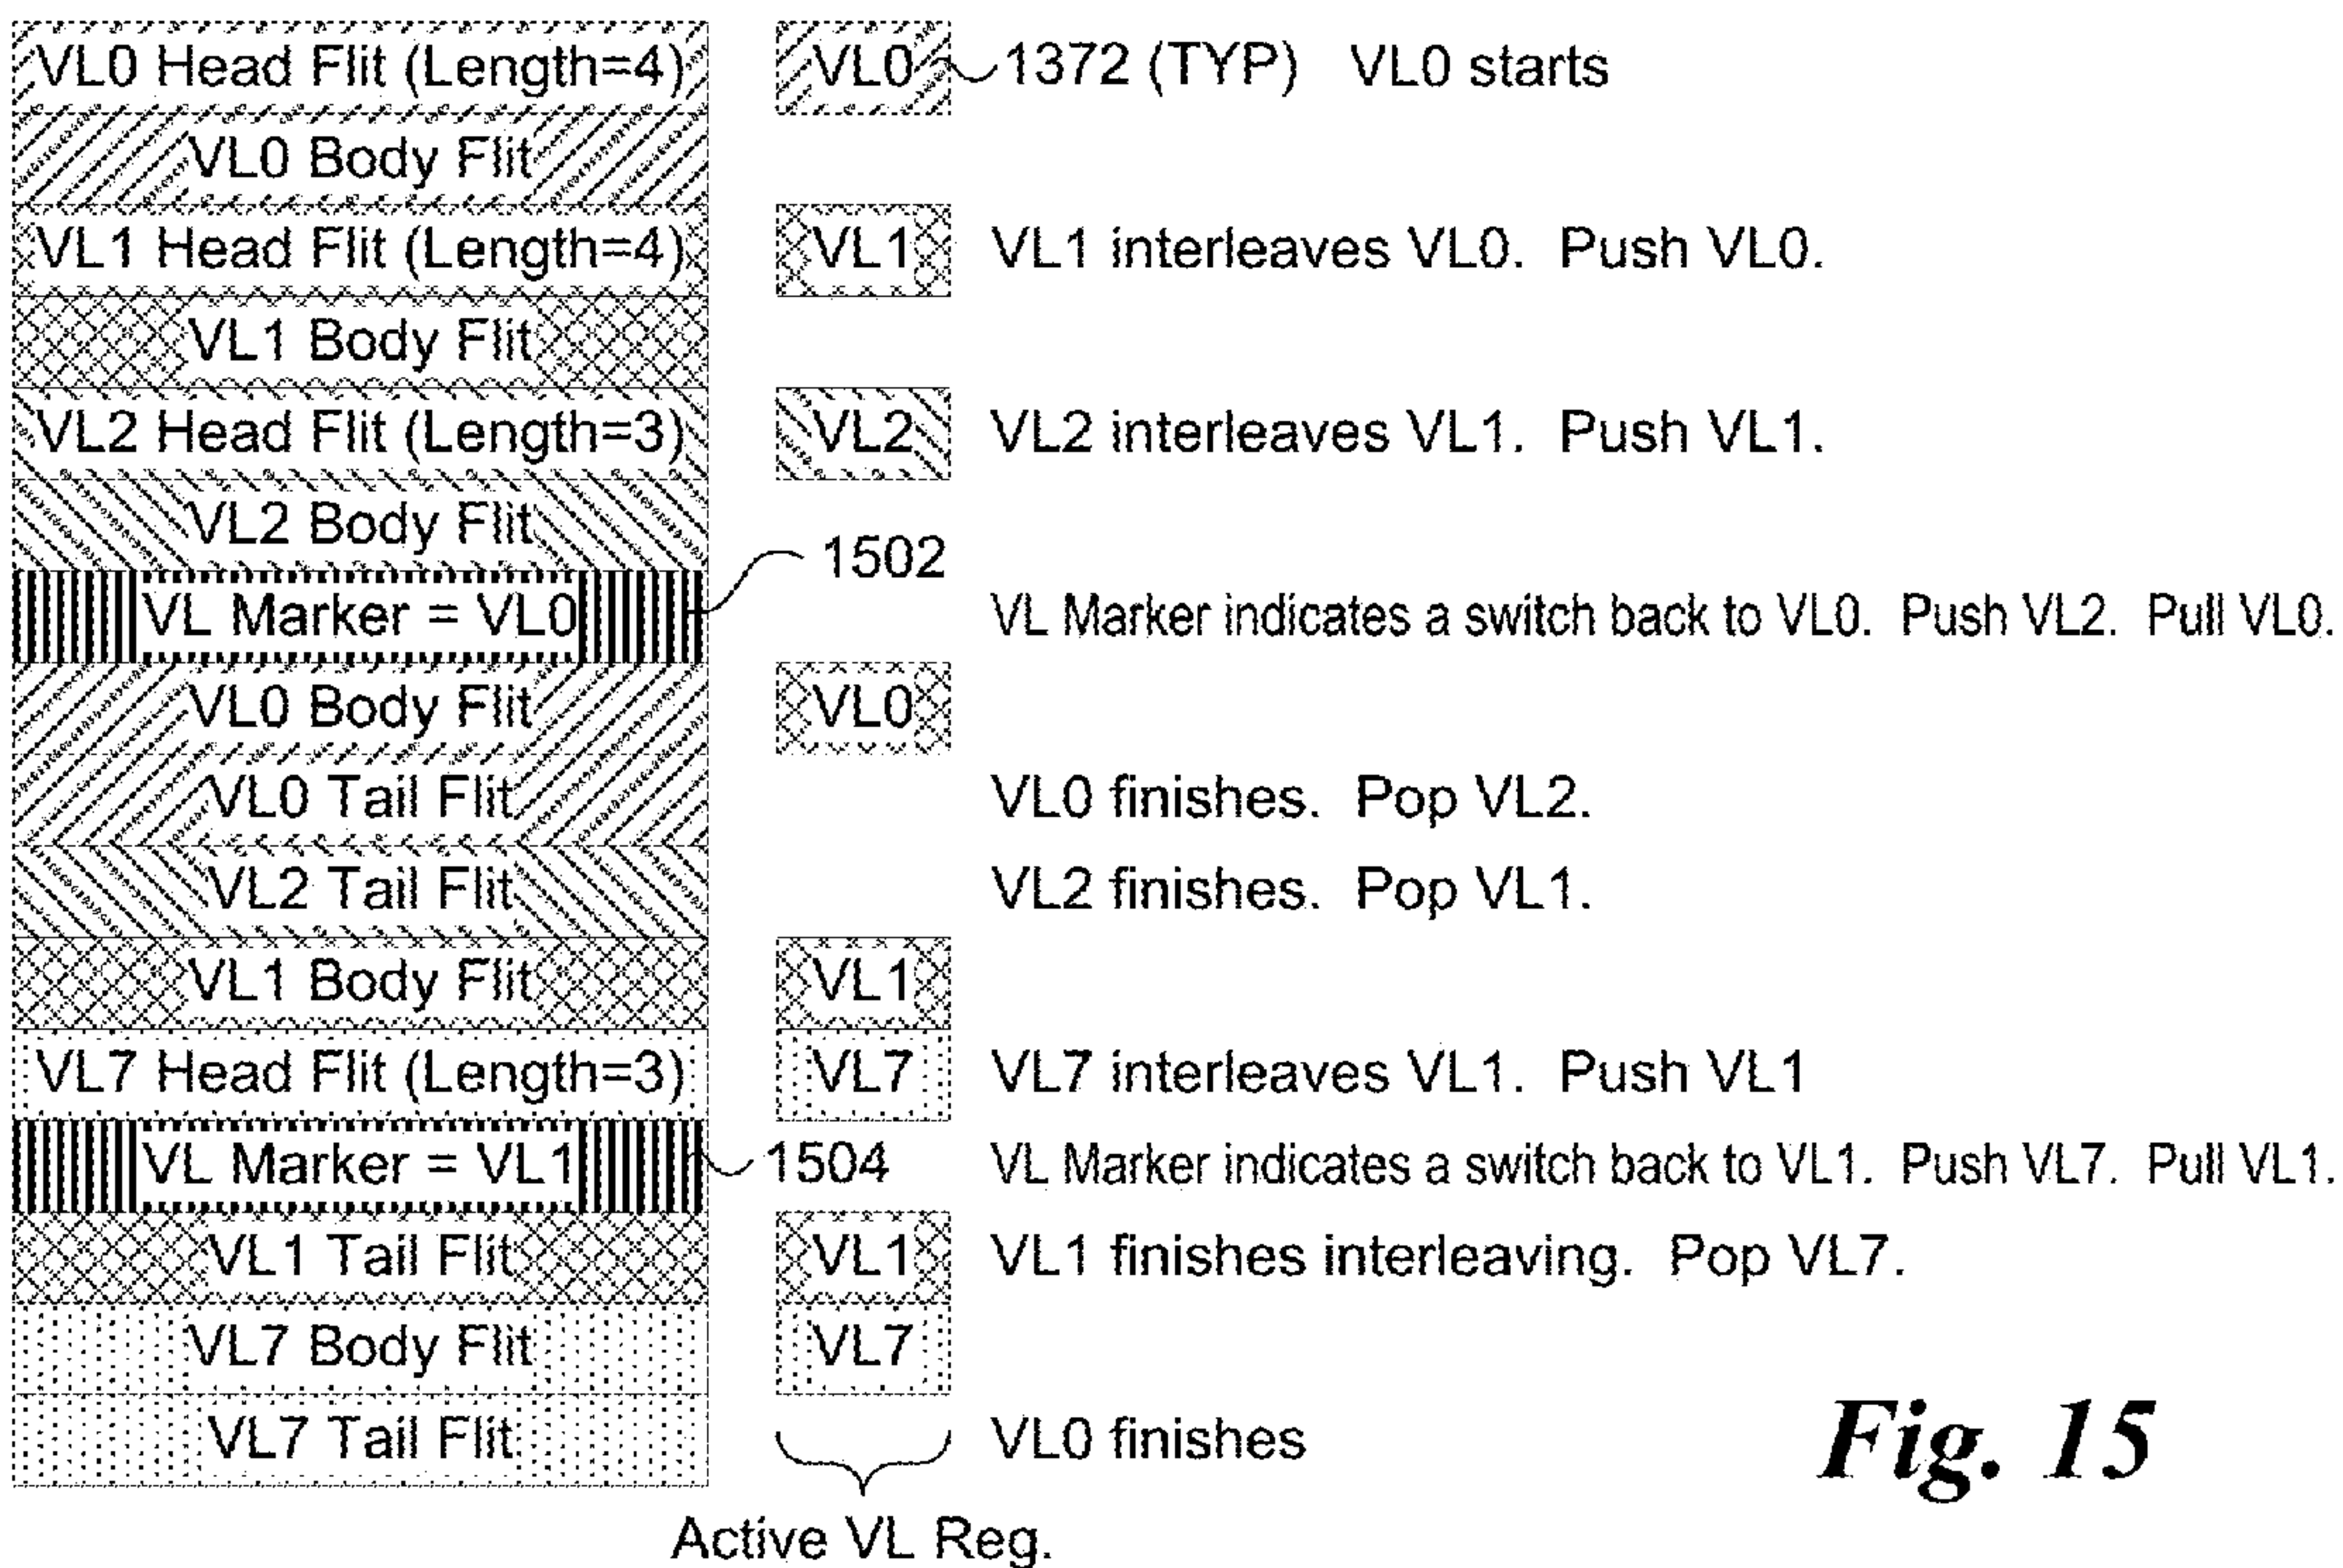 VL0 Head Flit (Length=4) VL0 1372 (TYP) VL0 starts
VL0 Body Flit
VL1 Head Flit (Length=4) VL1 VL1 interleaves VL0. Push VL0.
VL1 Body Flit
VL2 Head Flit (Length=3) VL2 VL2 interleaves VL1. Push VL1.
VL2 Body Flit
1502
VL Marker = VL0 VL Marker indicates a switch back to VL0. Push VL2. Pull VL0.
VL0 Body Flit VL0
VL0 Tail Flit VL0 finishes. Pop VL2.
VL2 Tail Flit VL2 finishes. Pop VL1.
VL1 Body Flit VL1
VL7 Head Flit (Length=3) VL7 VL7 interleaves VL1. Push VL1
VL Marker = VL1 1504 VL Marker indicates a switch back to VL1. Push VL7. Pull VL1.
VL1 Tail Flit VL1 VL1 finishes interleaving. Pop VL7.
VL7 Body Flit VL7
VL7 Tail Flit VL0 finishes
Fig. 15
Active VL Reg.